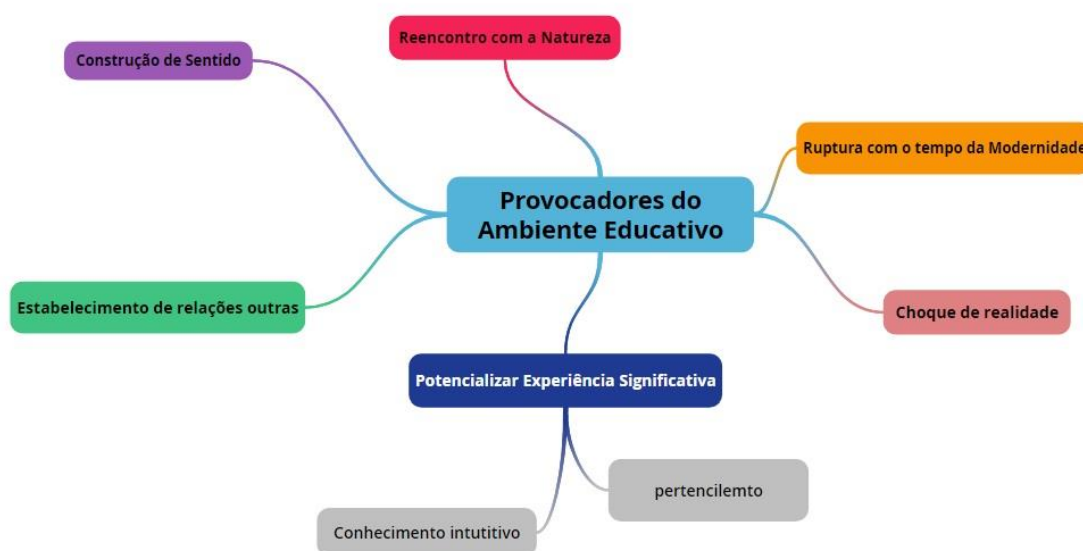 Reencontro com a Natureza
Construção de Sentido
Ruptura com o tempo da Modernidade
Provocadores do
Ambiente Educativo
Estabelecimento de relações outras
Choque de realidade
Potencializar Experiência Significativa
pertencilemto
Conhecimento intutitivo